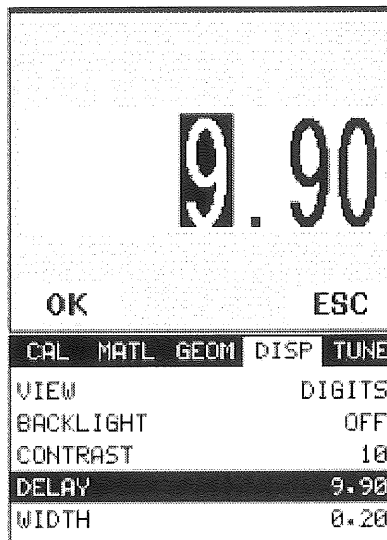 9.90
OK ESC
CAL MATL GEOM DISP TUNE
VIEW DIGITS
BACKLIGHT OFF
CONTRAST 10
DELAY 9.90
WIDTH 0.20